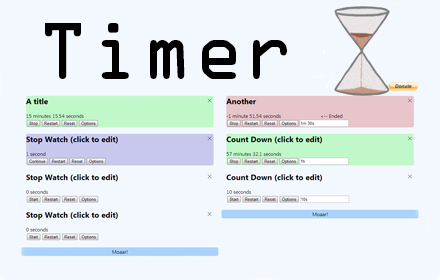 Timer
Donate
A title
×
15 minutes 15.54 seconds
Stop Restart Reset Options
Stop Watch (click to edit)
×
1 second
Continue Restart Reset Options
Stop Watch (click to edit)
×
0 seconds
Start Restart Reset Options
Stop Watch (click to edit)
×
0 seconds
Start Restart Reset Options
Moaar!
Another
×
-1 minute 51.54 seconds <-- Ended
Stop Restart Reset Options 1m 30s
Count Down (click to edit)
×
57 minutes 32.1 seconds
Stop Restart Reset Options 1h
Count Down (click to edit)
×
10 seconds
Start Restart Reset Options 10s
Moaar!